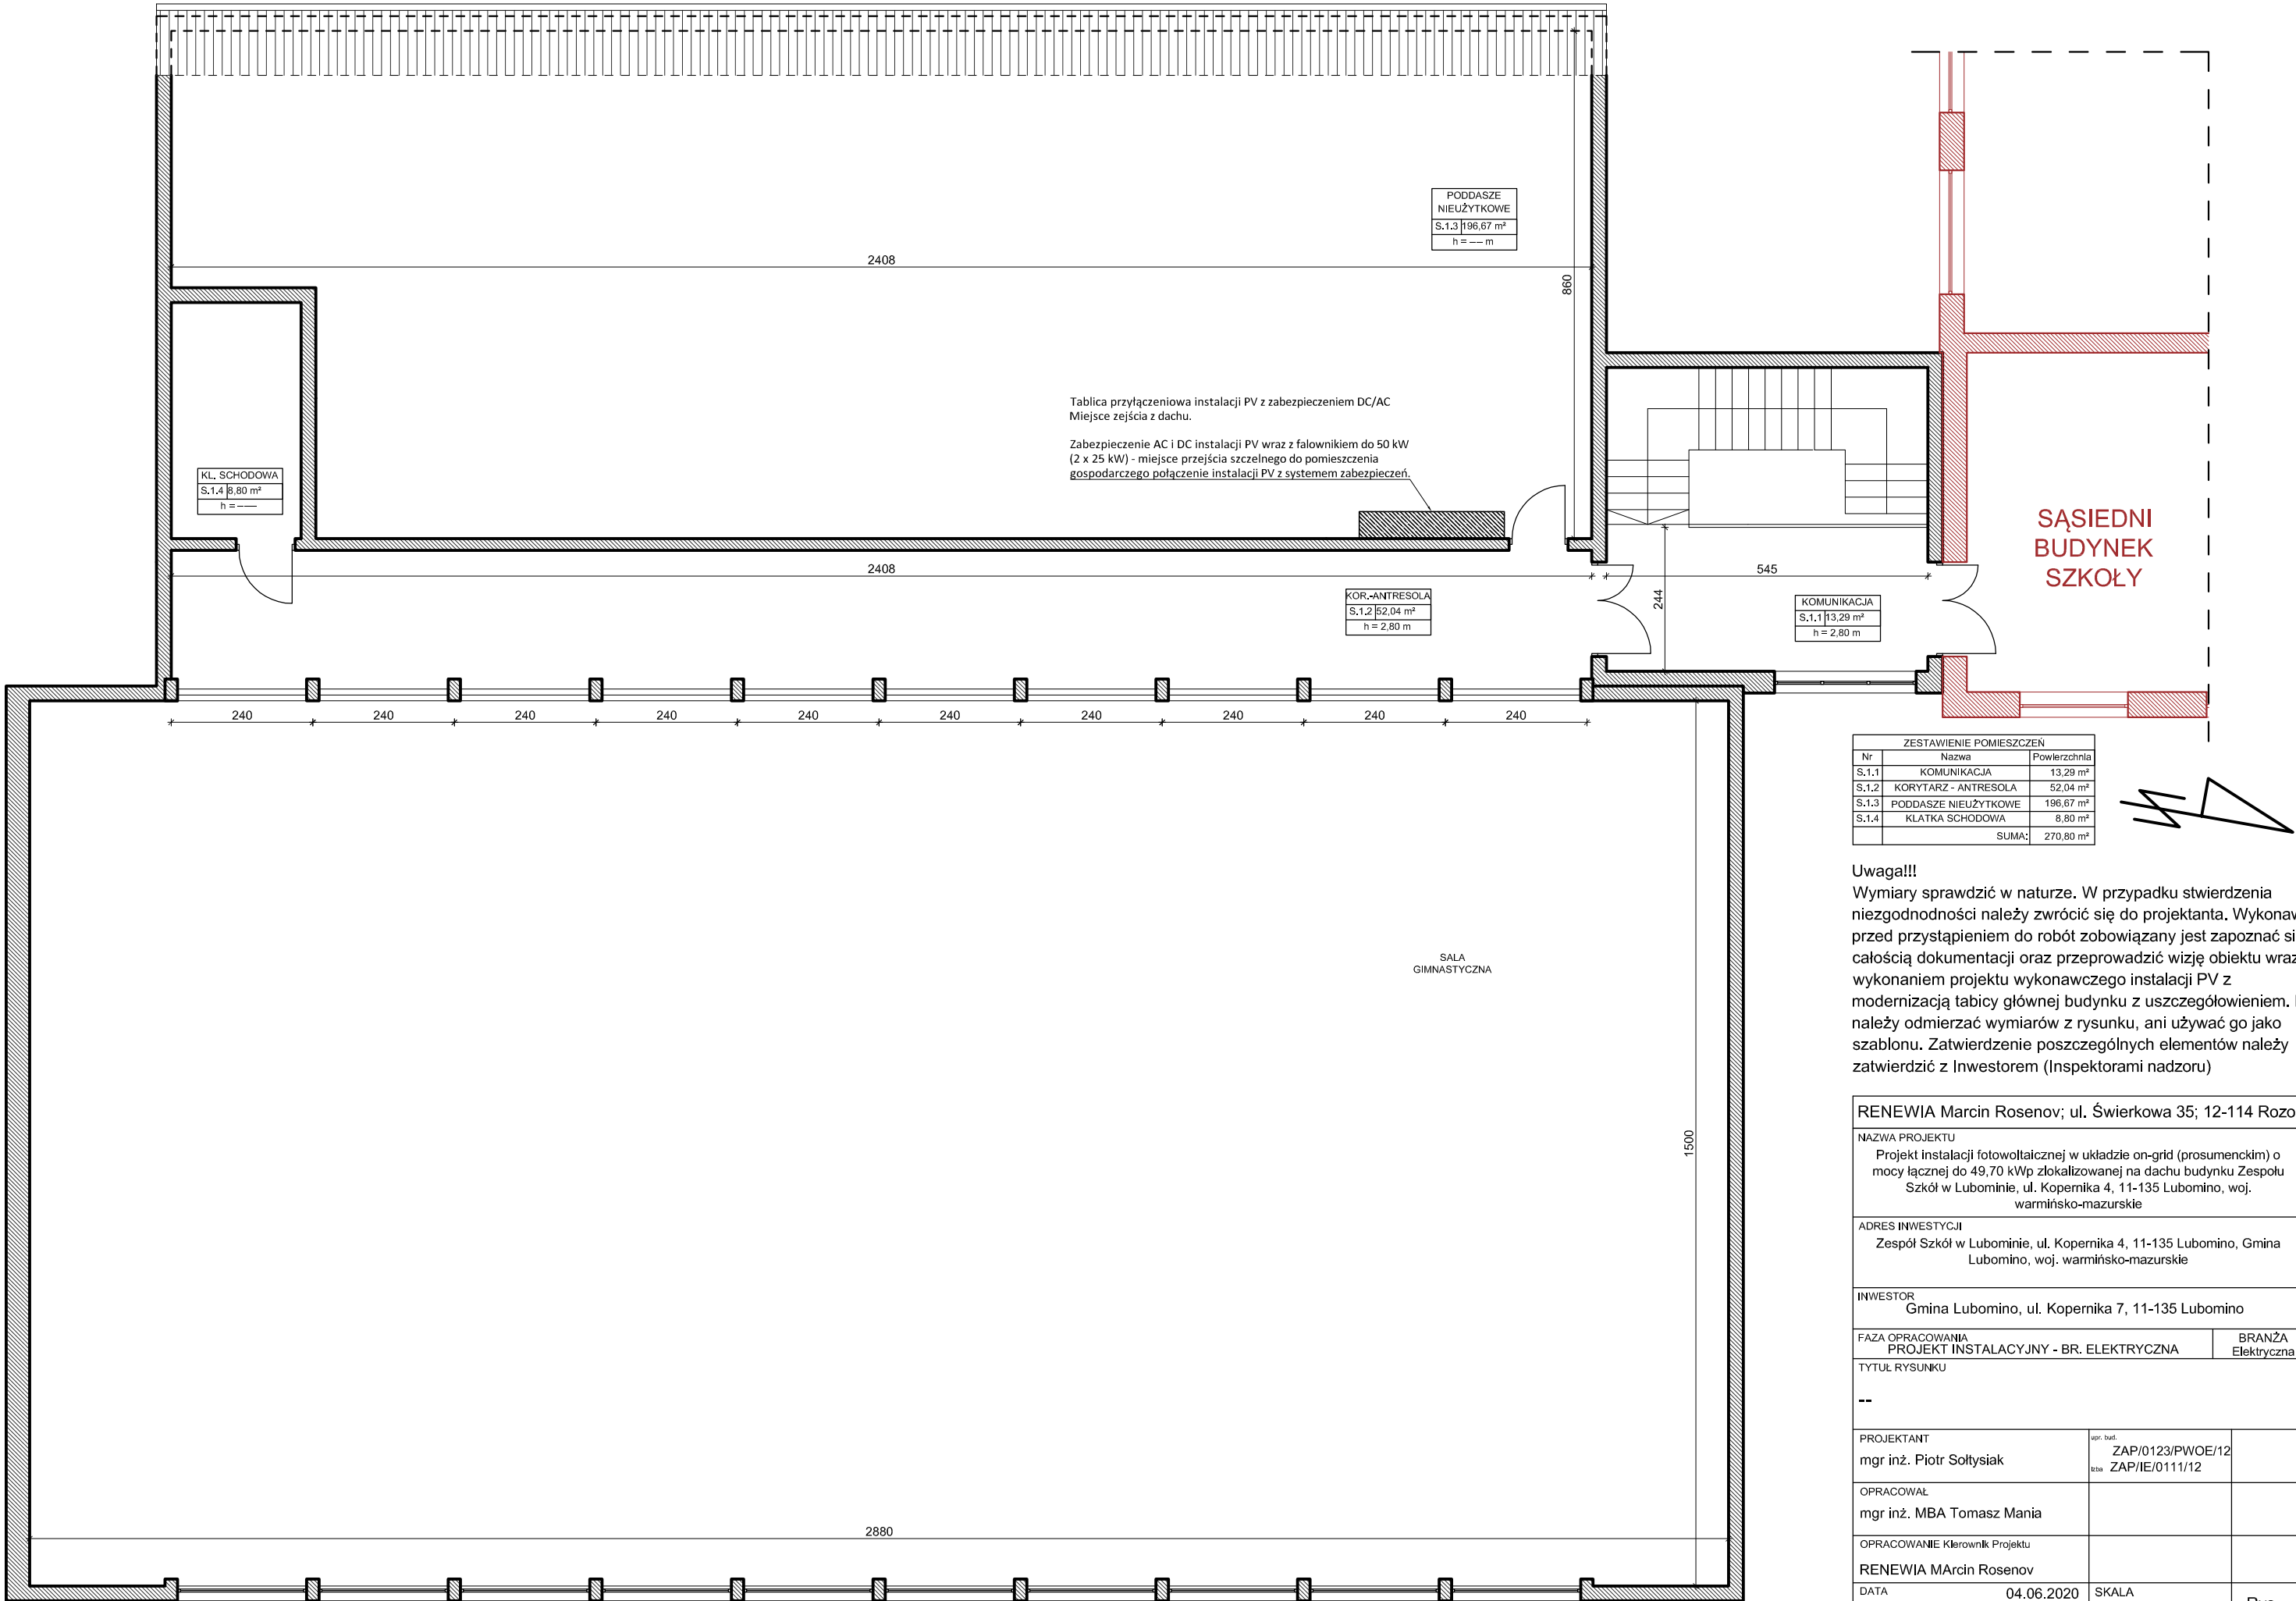 PODDASZE
NIEUŻYTKOWE
S.1.3 196,67 m²
h = --- m
2408
860
Tablica przyłączeniowa instalacji PV z zabezpieczeniem DC/AC
Miejsce zejścia z dachu.
Zabezpieczenie AC i DC instalacji PV wraz z falownikiem do 50 kW
(2 x 25 kW) - miejsce przejścia szczelnego do pomieszczenia
gospodarczego połączenie instalacji PV z systemem zabezpieczeń.
KL. SCHODOWA
S.1.4 8,80 m²
h = ---
SĄSIEDNI
BUDYNEK
SZKOŁY
2408
545
244
KOR.-ANTRESOLA
S.1.2 52,04 m²
h = 2,80 m
KOMUNIKACJA
S.1.1 13,29 m²
h = 2,80 m
240 240 240 240 240 240 240 240 240 240
ZESTAWIENIE POMIESZCZEŃ
Nr Nazwa Powierzchnia
S.1.1 KOMUNIKACJA 13,29 m²
S.1.2 KORYTARZ - ANTRESOLA 52,04 m²
S.1.3 PODDASZE NIEUŻYTKOWE 196,67 m²
S.1.4 KLATKA SCHODOWA 8,80 m²
SUMA: 270,80 m²
SALA
GIMNASTYCZNA
1500
2880
Uwaga!!!
Wymiary sprawdzić w naturze. W przypadku stwierdzenia
niezgodnodności należy zwrócić się do projektanta.
przed przystąpieniem do robót zobowiązany jest zapoznać
całością dokumentacji oraz przeprowadzić wizję obiektu wraz
wykonaniem projektu wykonawczego instalacji PV z
modernizacją tabicy głównej budynku z uszczegółowieniem.
należy odmierzać wymiarów z rysunku, ani używać go jako
szablonu. Zatwierdzenie poszczególnych elementów należy
zatwierdzić z Inwestorem (Inspektorami nadzoru)
RENEWIA Marcin Rosenov; ul. Świerkowa 35; 12-114 Rozo
NAZWA PROJEKTU
Projekt instalacji fotowoltaicznej w układzie on-grid (prosumenckim) o
mocy łącznej do 49,70 kWp zlokalizowanej na dachu budynku Zespołu
Szkół w Lubominie, ul. Kopernika 4, 11-135 Lubomino, woj.
warmińsko-mazurskie
ADRES INWESTYCJI
Zespół Szkół w Lubominie, ul. Kopernika 4, 11-135 Lubomino, Gmina
Lubomino, woj. warmińsko-mazurskie
INWESTOR
Gmina Lubomino, ul. Kopernika 7, 11-135 Lubomino
FAZA OPRACOWANIA
PROJEKT INSTALACYJNY - BR. ELEKTRYCZNA
BRANŻA
Elektryczna
TYTUŁ RYSUNKU
--
PROJEKTANT
mgr inż. Piotr Sołtysiak
upr. bud.
ZAP/0123/PWOE/12
izba ZAP/IE/0111/12
OPRACOWAŁ
mgr inż. MBA Tomasz Mania
OPRACOWANIE Kierownik Projektu
RENEWIA MArcin Rosenov
DATA 04.06.2020 SKALA